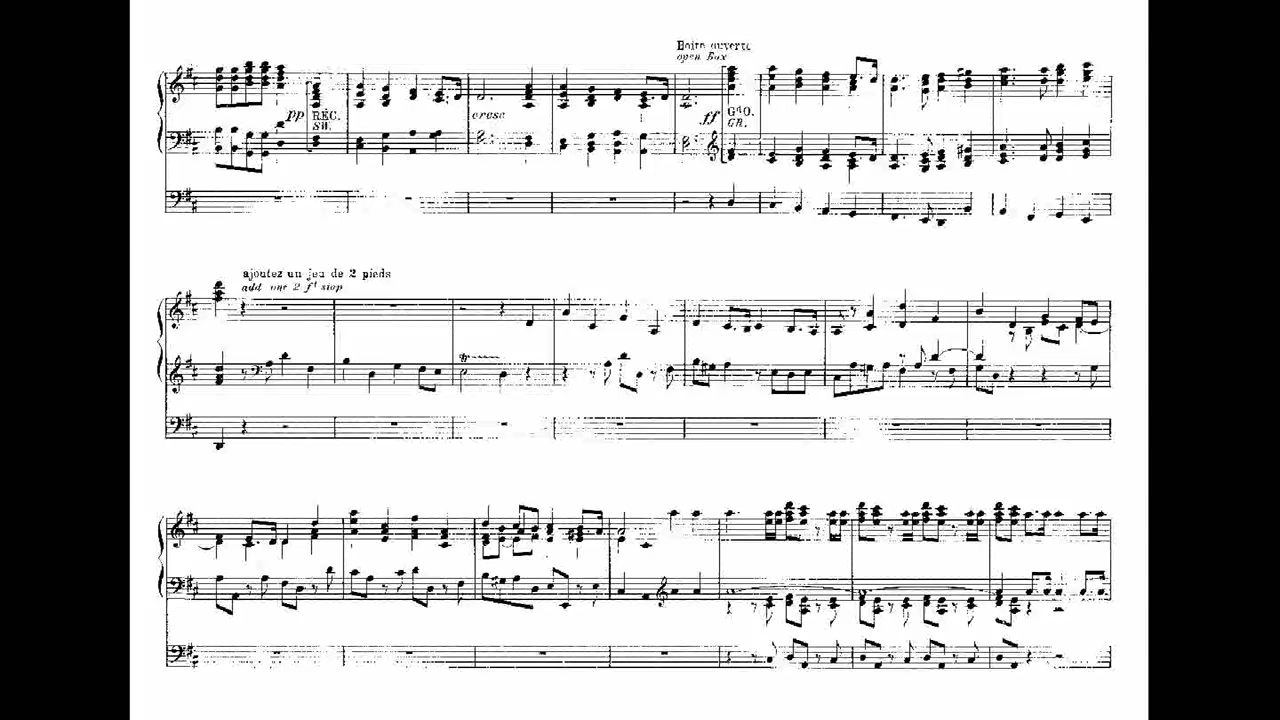 Boîte ouverte
open Box
pp RÉC.
SW.
cresc
ff Gd O.
GR.
ajoutez un jeu de 2 pieds
add one 2 ft stop